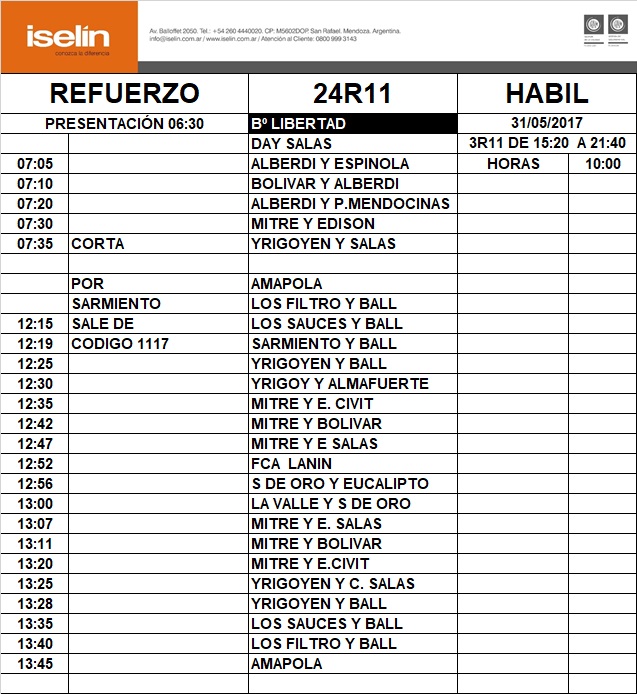 iselín
conozca la diferencia
Av. Balloffet 2050. Tel.: +54 260 4440020. CP: M5602DOP. San Rafael. Mendoza. Argentina.
info@iselin.com.ar / www.iselin.com.ar / Atención al Cliente: 0800 999 3143
REFUERZO 24R11 HABIL
PRESENTACIÓN 06:30 Bº LIBERTAD 31/05/2017
DAY SALAS 3R11 DE 15:20 A 21:40
07:05 ALBERDI Y ESPINOLA HORAS 10:00
07:10 BOLIVAR Y ALBERDI
07:20 ALBERDI Y P.MENDOCINAS
07:30 MITRE Y EDISON
07:35 CORTA YRIGOYEN Y SALAS
POR AMAPOLA
SARMIENTO LOS FILTRO Y BALL
12:15 SALE DE LOS SAUCES Y BALL
12:19 CODIGO 1117 SARMIENTO Y BALL
12:25 YRIGOYEN Y BALL
12:30 YRIGOY Y ALMAFUERTE
12:35 MITRE Y E. CIVIT
12:42 MITRE Y BOLIVAR
12:47 MITRE Y E SALAS
12:52 FCA LANIN
12:56 S DE ORO Y EUCALIPTO
13:00 LA VALLE Y S DE ORO
13:07 MITRE Y E. SALAS
13:11 MITRE Y BOLIVAR
13:20 MITRE Y E.CIVIT
13:25 YRIGOYEN Y C. SALAS
13:28 YRIGOYEN Y BALL
13:35 LOS SAUCES Y BALL
13:40 LOS FILTRO Y BALL
13:45 AMAPOLA